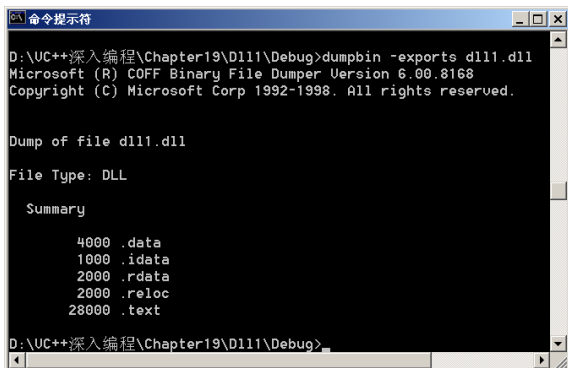 命令提示符
D:\VC++深入编程\Chapter19\Dll1\Debug>dumpbin -exports dll1.dll
Microsoft (R) COFF Binary File Dumper Version 6.00.8168
Copyright (C) Microsoft Corp 1992-1998. All rights reserved.
Dump of file dll1.dll
File Type: DLL
Summary
4000 .data
1000 .idata
2000 .rdata
2000 .reloc
28000 .text
D:\VC++深入编程\Chapter19\Dll1\Debug>_